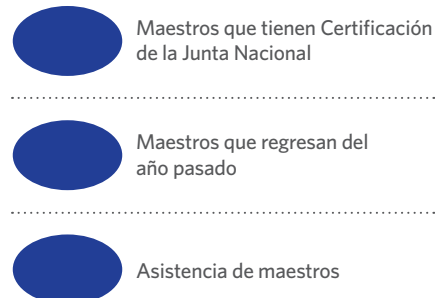 Maestros que tienen Certificación
de la Junta Nacional
Maestros que regresan del
año pasado
Asistencia de maestros